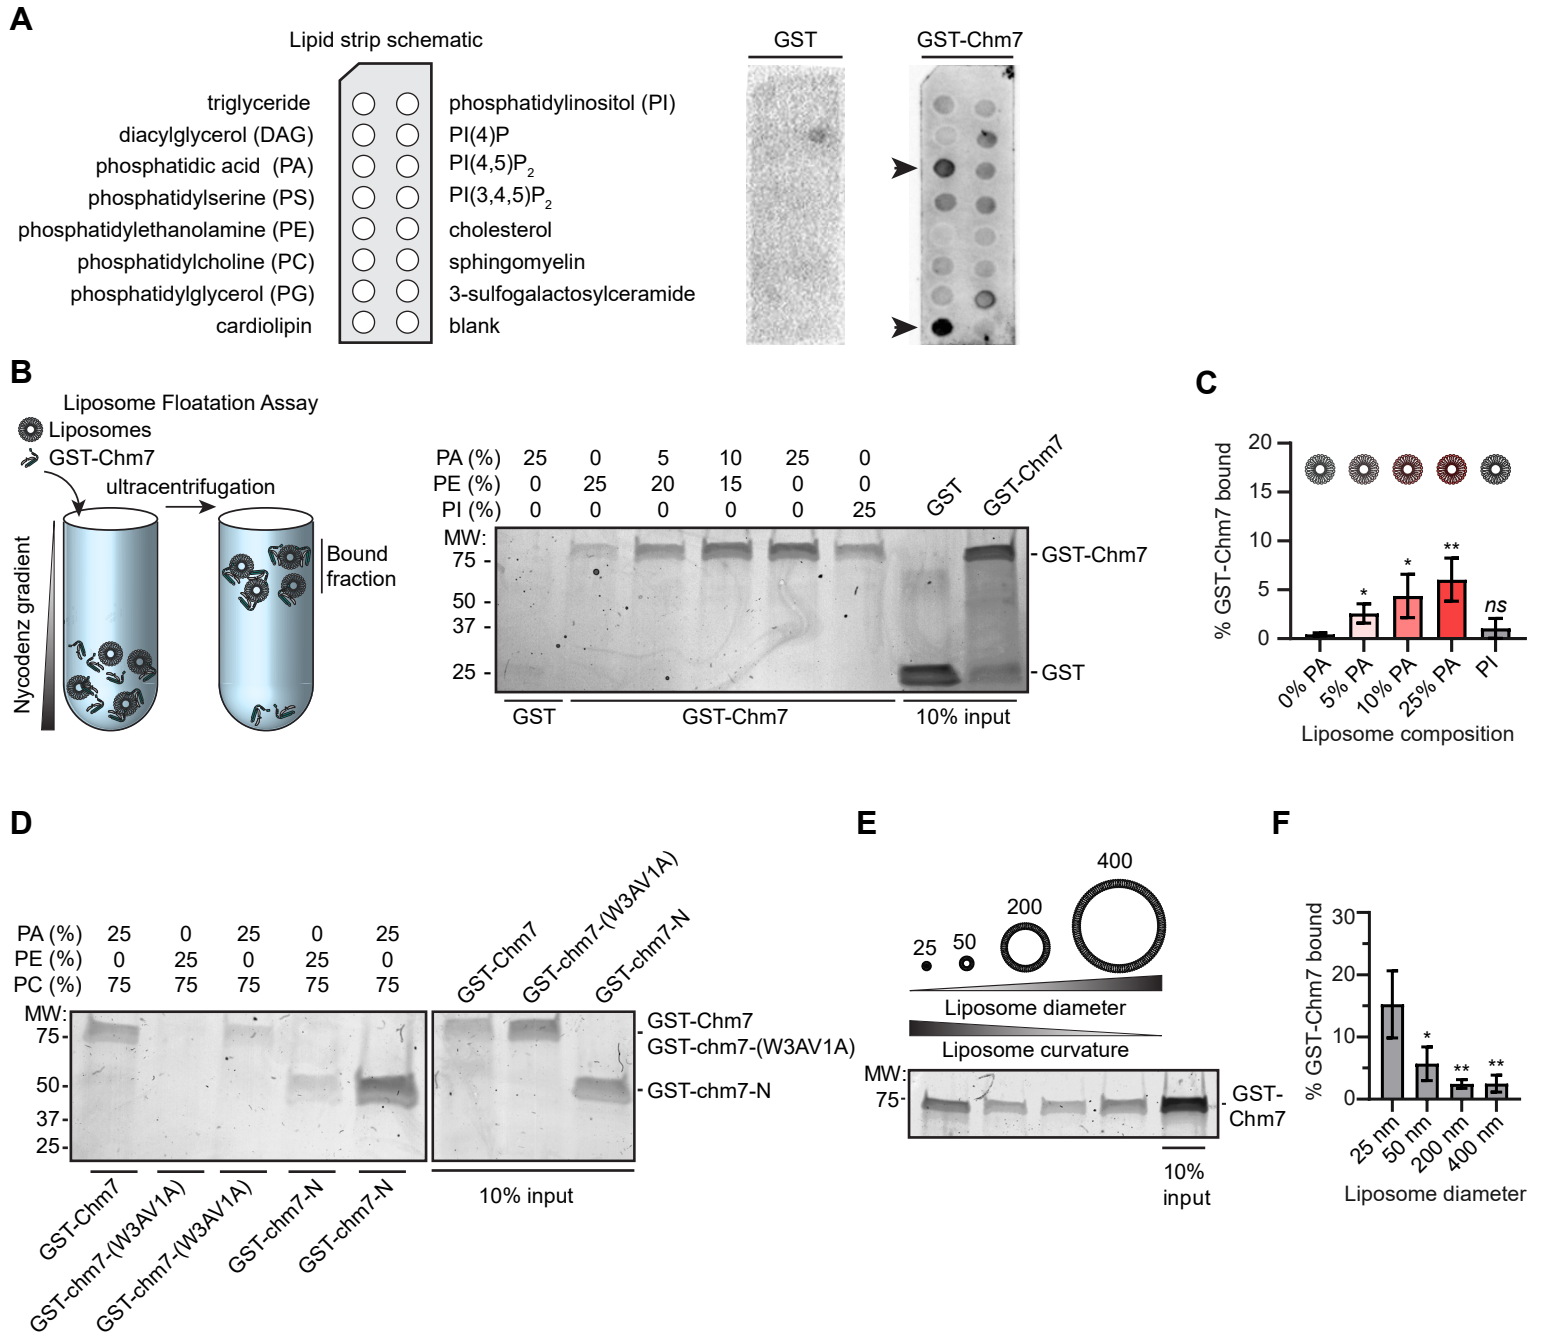 A
Lipid strip schematic
GST
GST-Chm7
triglyceride
phosphatidylinositol (PI)
diacylglycerol (DAG)
PI(4)P
phosphatidic acid (PA)
PI(4,5)P2
phosphatidylserine (PS)
PI(3,4,5)P2
phosphatidylethanolamine (PE)
cholesterol
phosphatidylcholine (PC)
sphingomyelin
phosphatidylglycerol (PG)
3-sulfogalactosylceramide
cardiolipin
blank
B
Liposome Floatation Assay
Liposomes
GST-Chm7
ultracentrifugation
Nycodenz gradient
Bound
fraction
PA (%) 25 0 5 10 25 0
PE (%) 0 25 20 15 0 0
PI (%) 0 0 0 0 0 25
GST
GST-Chm7
MW:
75 -
50 -
37 -
25 -
-GST-Chm7
-GST
GST
GST-Chm7
10% input
C
% GST-Chm7 bound
20
15
10
5
0
* * ** ns
0% PA
5% PA
10% PA
25% PA
PI
Liposome composition
D
PA (%) 25 0 25 0 25
PE (%) 0 25 0 25 0
PC (%) 75 75 75 75 75
GST-Chm7
GST-chm7-(W3AV1A)
GST-chm7-N
MW:
75-
50-
37-
25-
GST-Chm7
GST-chm7-(W3AV1A)
-GST-chm7-N
GST-Chm7
GST-chm7-(W3AV1A)
GST-chm7-(W3AV1A)
GST-chm7-N
GST-chm7-N
10% input
E
25
50
200
400
Liposome diameter
Liposome curvature
MW:
75-
GST-
Chm7
10%
input
F
% GST-Chm7 bound
30
20
10
0
* ** **
25 nm
50 nm
200 nm
400 nm
Liposome diameter